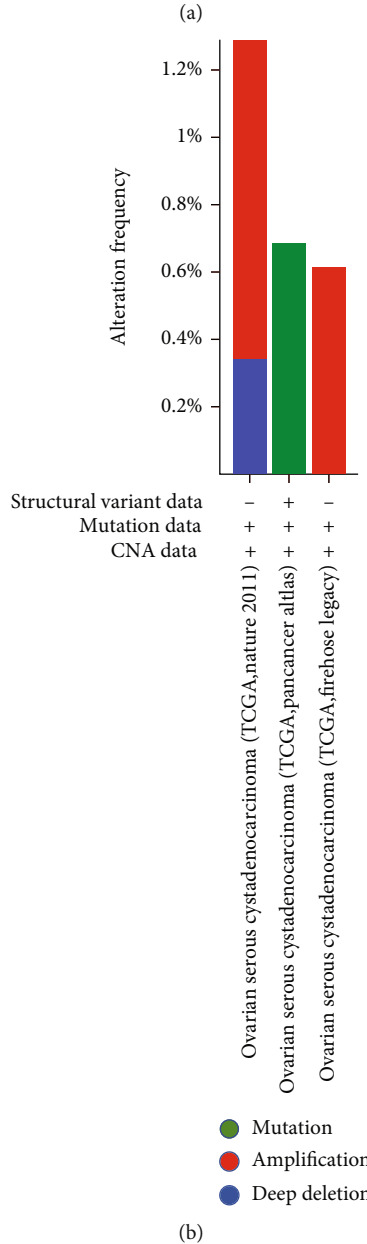 (a)
1.2%
1%
0.8%
0.6%
0.4%
0.2%
Alteration frequency
Structural variant data – + –
Mutation data + + +
CNA data + + +
Ovarian serous cystadenocarcinoma (TCGA,nature 2011)
Ovarian serous cystadenocarcinoma (TCGA,pancancer altlas)
Ovarian serous cystadenocarcinoma (TCGA,firehose legacy)
Mutation
Amplification
Deep deletion
(b)